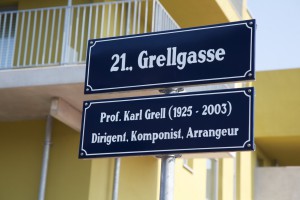 21., Grellgasse
Prof. Karl Grell (1925 - 2003)
Dirigent, Komponist, Arrangeur